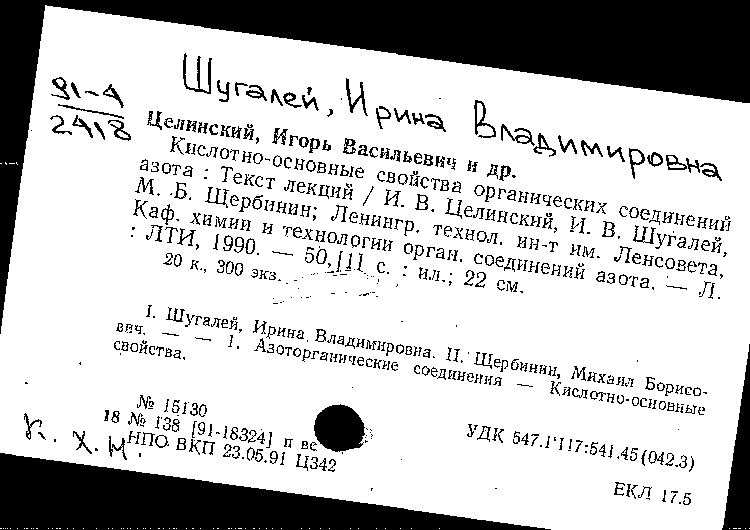 Шугалей, Ирина Владимировна
91-4
2418
Целинский, Игорь Васильевич и др.
Кислотно-основные свойства органических соединений
азота : Текст лекций / И. В. Целинский, И. В. Шугалей,
М. Б. Щербинин; Ленингр. технол. ин-т им. Ленсовета,
Каф. химии и технологии орган. соединений азота. — Л.
: ЛТИ, 1990. — 50,[1] с. : ил.; 22 см.
20 к., 300 экз.
I. Шугалей, Ирина Владимировна. II. Щербинин, Михаил Борисо-
вич. — — 1. Азоторганические соединения — Кислотно-основные
свойства.
№ 15130
18 № 138 [91-18324] п ве
НПО ВКП 23.05.91 Ц342
УДК 547.1'117:541.45(042.3)
ЕКЛ 17.5
К. Х. Н.